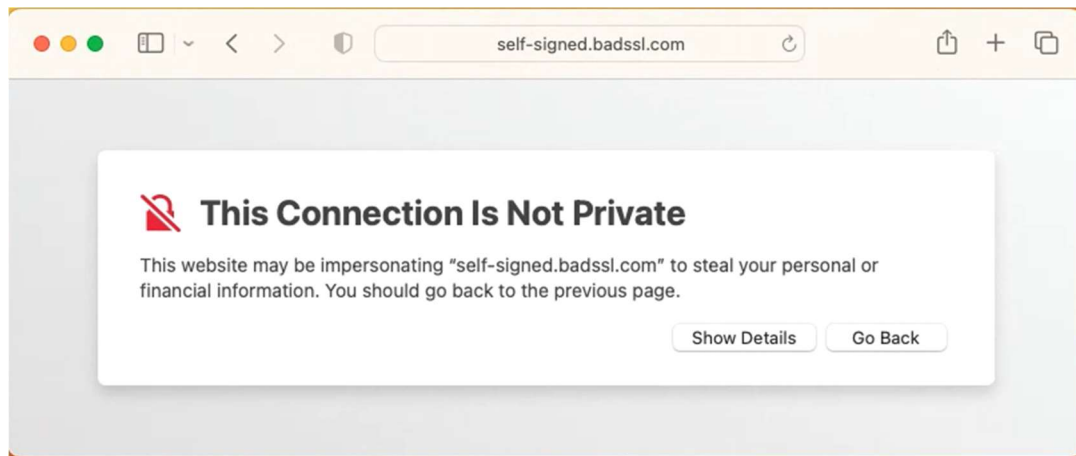 self-signed.badssl.com
This Connection Is Not Private
This website may be impersonating “self-signed.badssl.com” to steal your personal or
financial information. You should go back to the previous page.
Show Details Go Back